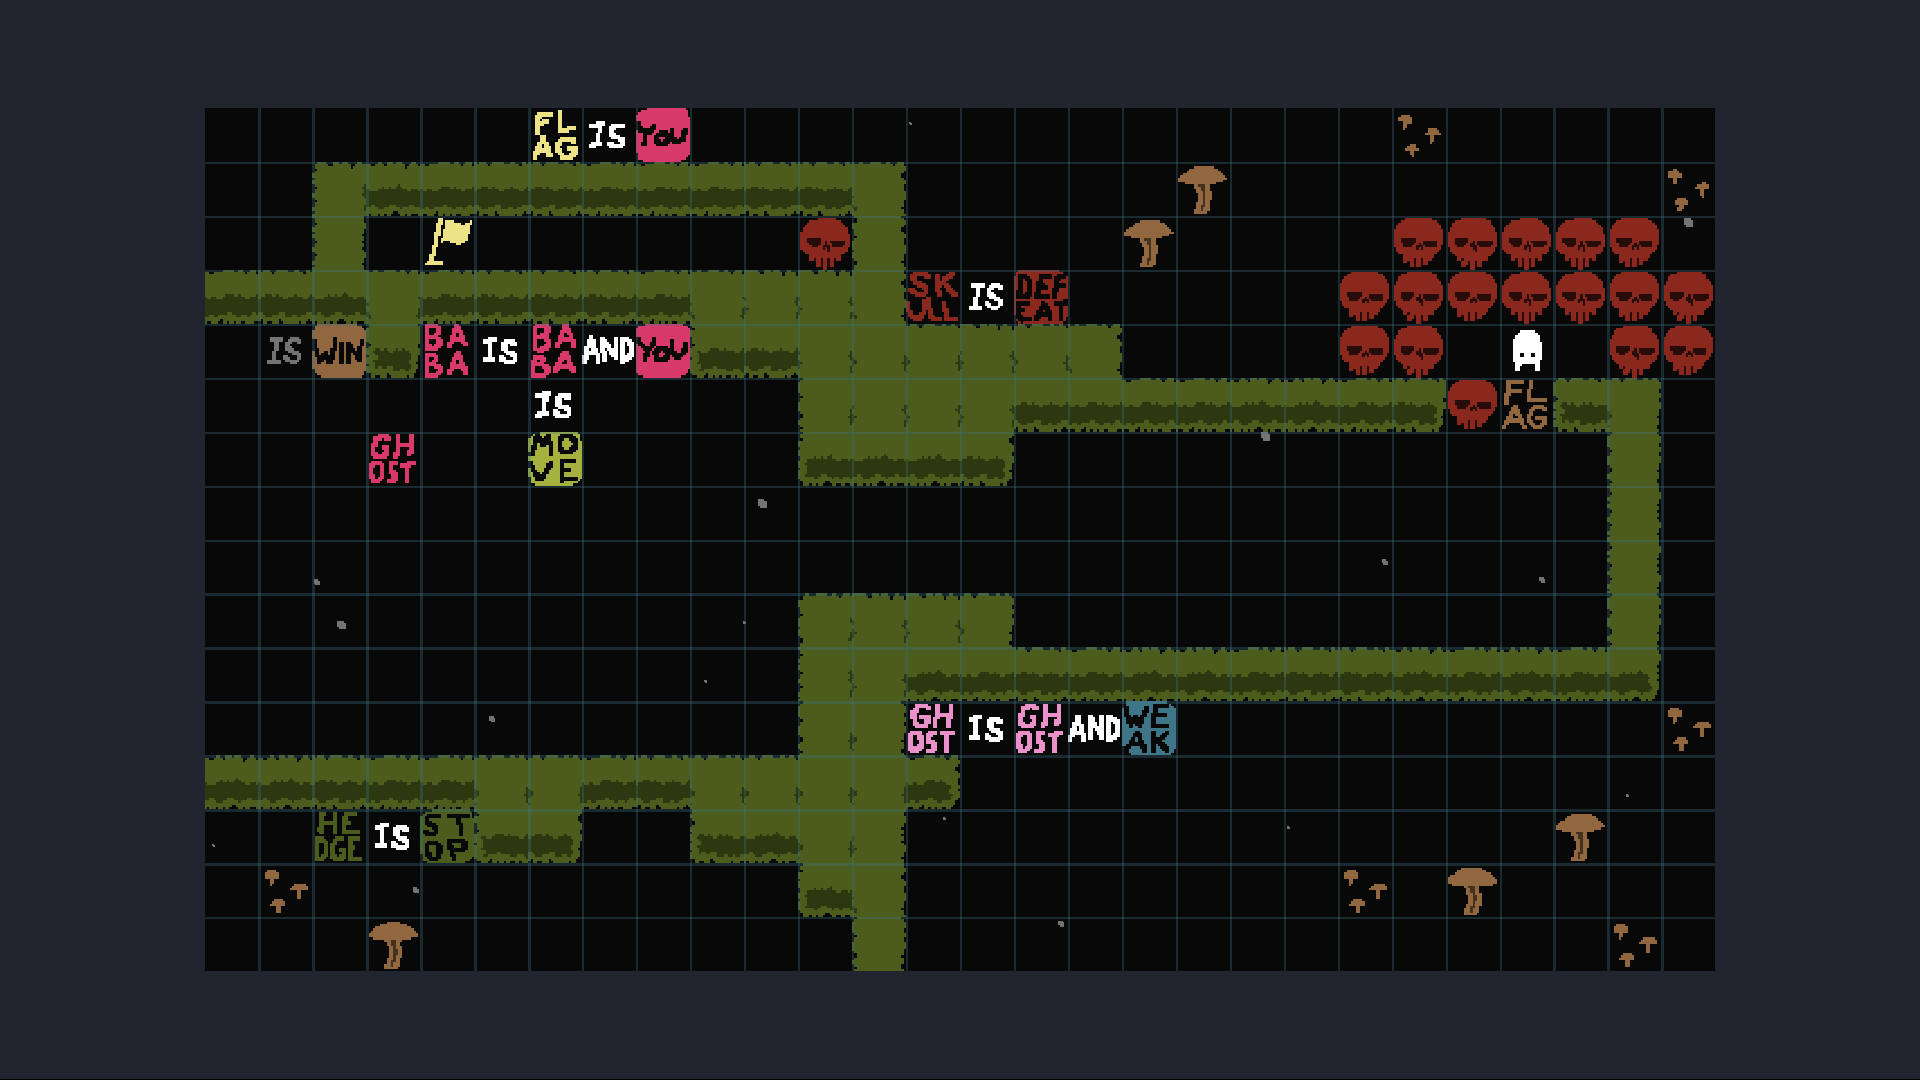 FLAG IS YOU
SKULL IS DEFEAT
IS WIN BABA IS BABA AND YOU
IS FLAG
GHOST MOVE
GHOST IS GHOST AND WEAK
HEDGE IS STOP